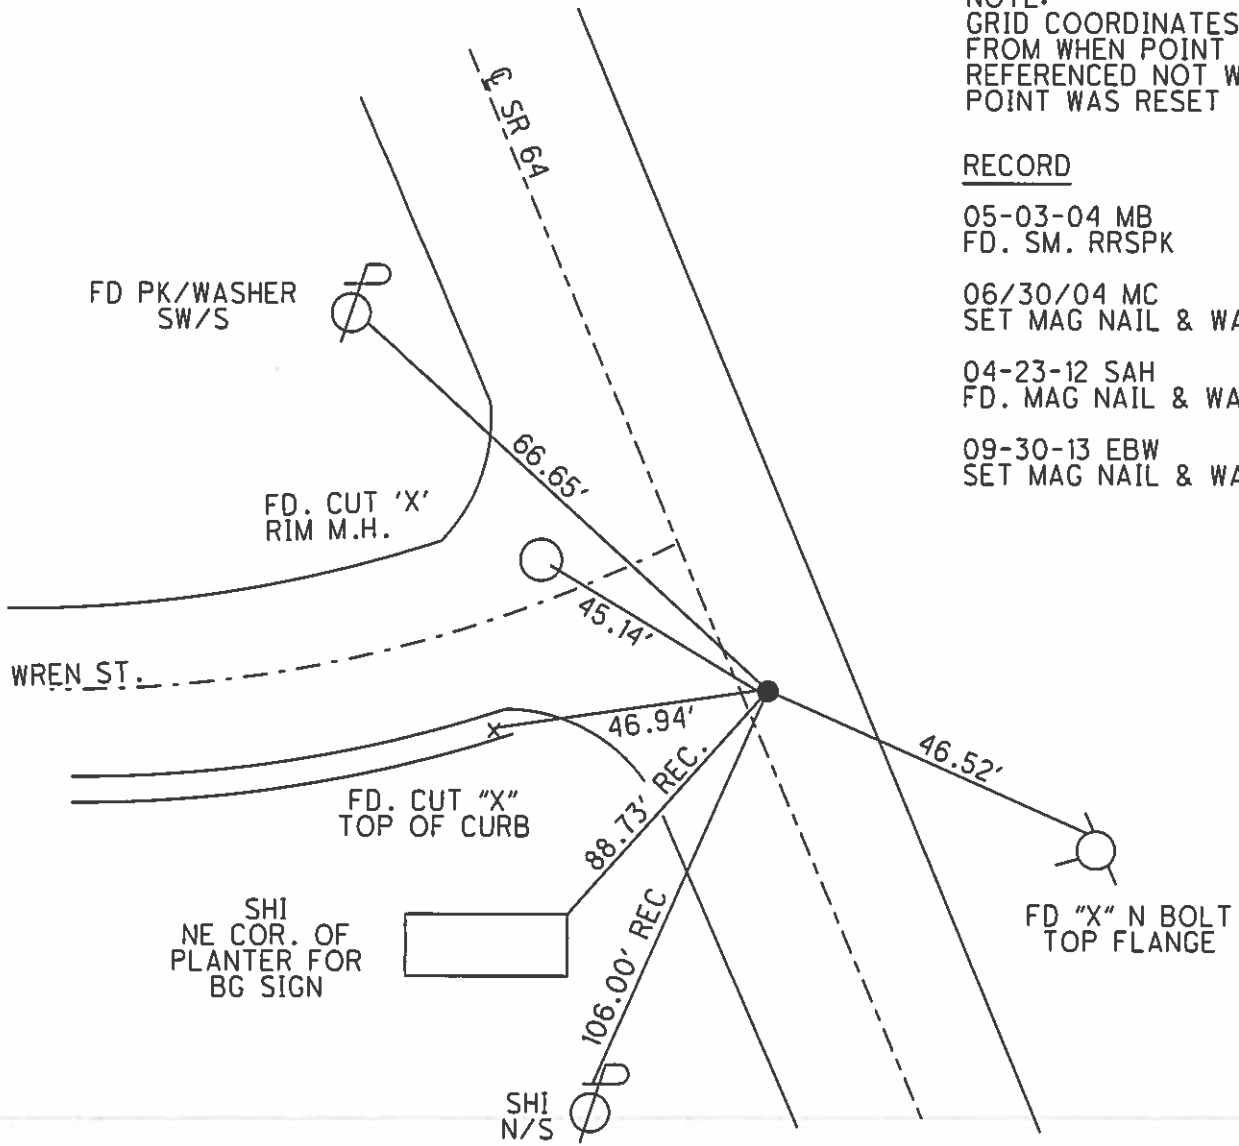 NOTE:
GRID COORDINATES
FROM WHEN POINT
REFERENCED NOT W
POINT WAS RESET
RECORD
05-03-04 MB
FD. SM. RRSPK
06/30/04 MC
SET MAG NAIL & WA
04-23-12 SAH
FD. MAG NAIL & WA
09-30-13 EBW
SET MAG NAIL & WA
℄ SR 64
FD PK/WASHER
SW/S
66.65'
FD. CUT 'X'
RIM M.H.
45.14'
WREN ST.
X
46.94'
FD. CUT "X"
TOP OF CURB
88.73' REC.
46.52'
SHI
NE COR. OF
PLANTER FOR
BG SIGN
106.00' REC
FD "X" N BOLT
TOP FLANGE
SHI
N/S